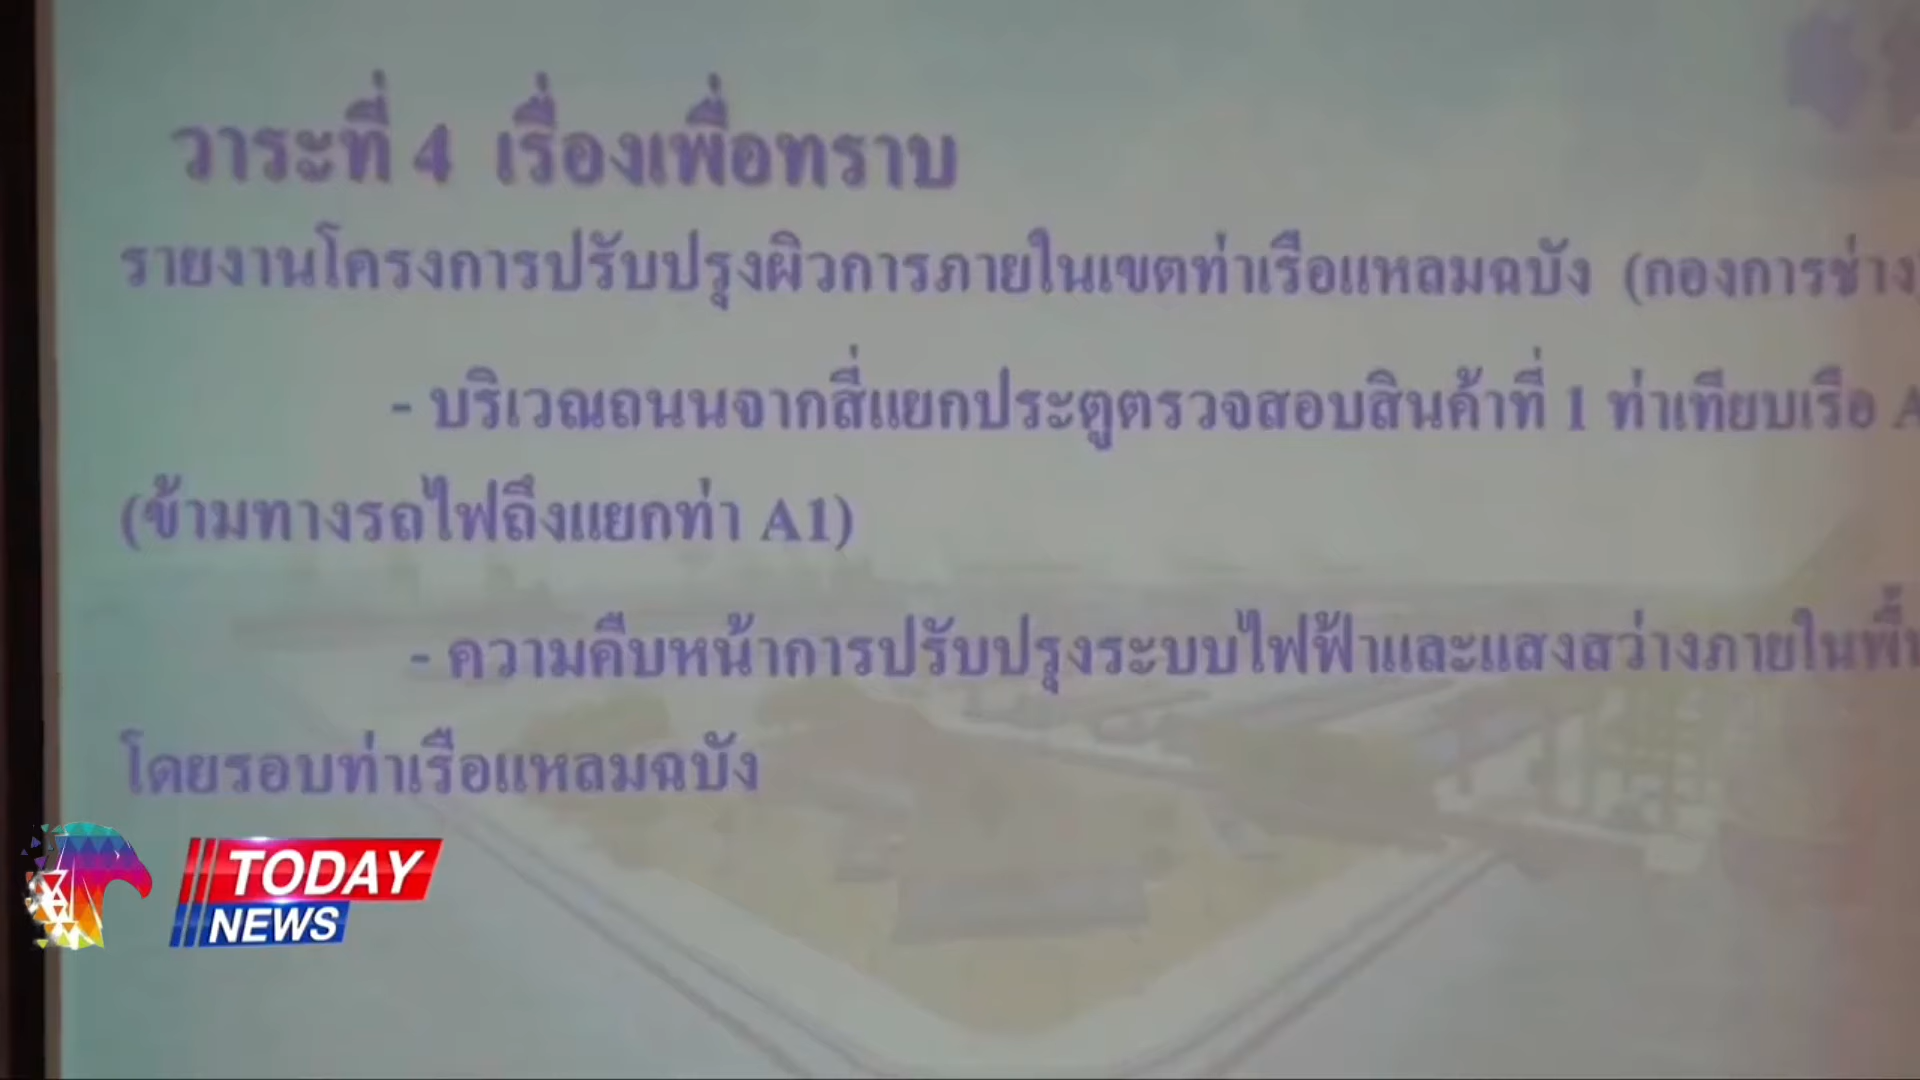 วาระที่ 4 เรื่องเพื่อทราบ
รายงานโครงการปรับปรุงผิวการภายในเขตท่าเรือแหลมฉบัง (กองการช่าง)
- บริเวณถนนจากสี่แยกประตูตรวจสอบสินค้าที่ 1 ท่าเทียบเรือ A
(ข้ามทางรถไฟถึงแยกท่า A1)
- ความคืบหน้าการปรับปรุงระบบไฟฟ้าและแสงสว่างภายใน
โดยรอบท่าเรือแหลมฉบัง
TODAY
NEWS